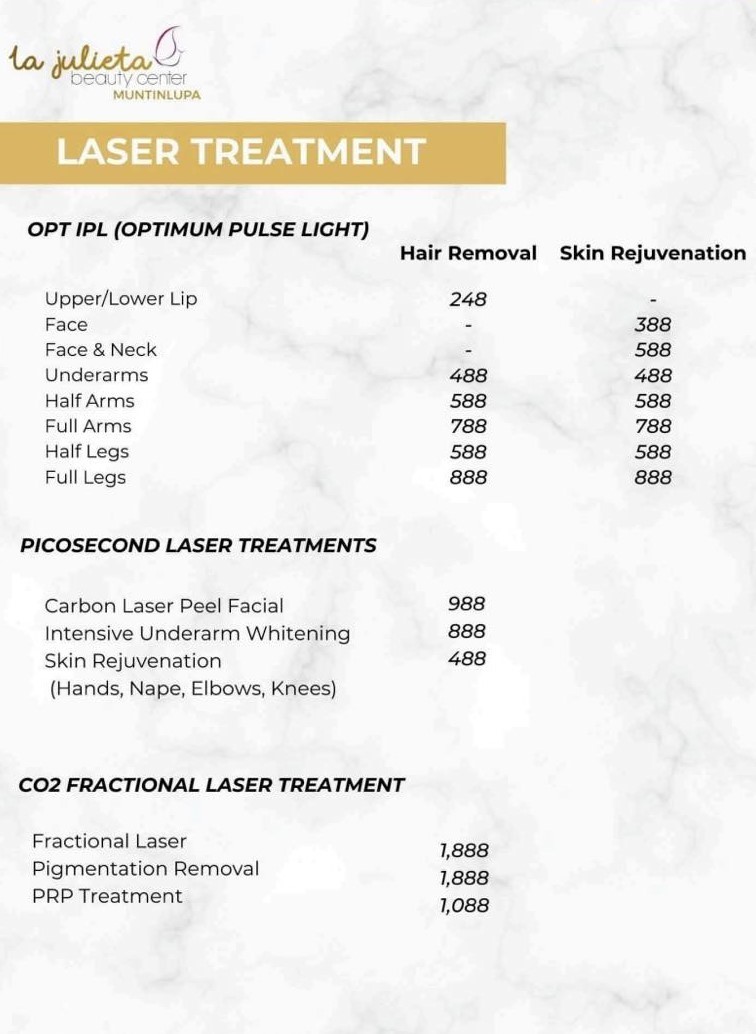 la julieta
beauty center
MUNTINLUPA
LASER TREATMENT
OPT IPL (OPTIMUM PULSE LIGHT)
Hair Removal Skin Rejuvenation
Upper/Lower Lip 248 -
Face - 388
Face & Neck - 588
Underarms 488 488
Half Arms 588 588
Full Arms 788 788
Half Legs 588 588
Full Legs 888 888
PICOSECOND LASER TREATMENTS
Carbon Laser Peel Facial 988
Intensive Underarm Whitening 888
Skin Rejuvenation 488
(Hands, Nape, Elbows, Knees)
CO2 FRACTIONAL LASER TREATMENT
Fractional Laser 1,888
Pigmentation Removal 1,888
PRP Treatment 1,088